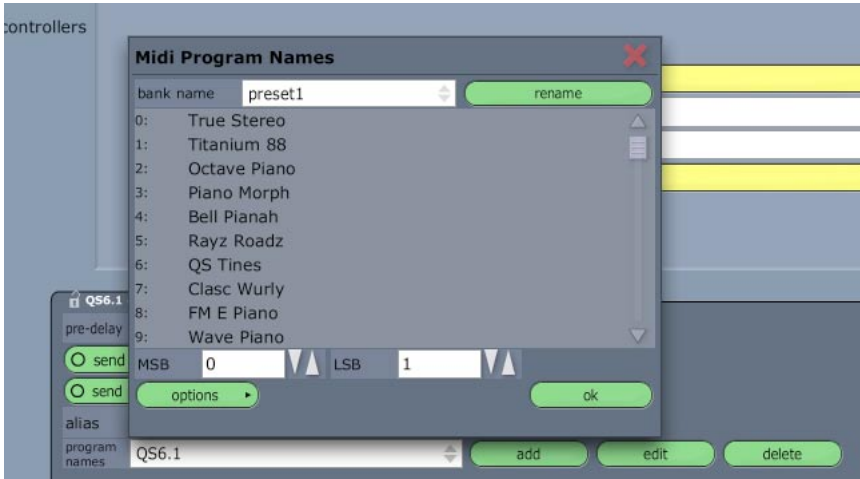 controllers
Midi Program Names
bank name preset1 rename
0: True Stereo
1: Titanium 88
2: Octave Piano
3: Piano Morph
4: Bell Pianah
5: Rayz Roadz
6: QS Tines
7: Clasc Wurly
8: FM E Piano
9: Wave Piano
MSB 0 LSB 1
options ok
QS6.1
pre-delay
send
send
alias
program names QS6.1 add edit delete